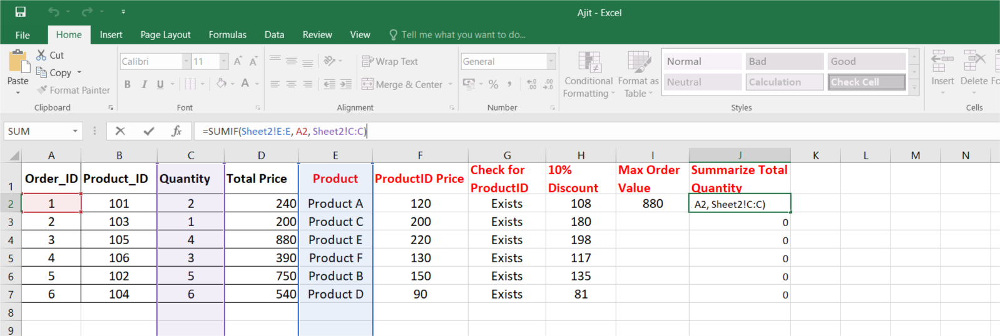 Ajit - Excel
File Home Insert Page Layout Formulas Data Review View Tell me what you want to do...
Cut
Copy
Paste
Format Painter
Calibri 11
B I U
A A
A
Wrap Text
Merge & Center
General
% ,
.00
.00
Conditional Formatting
Format as Table
Normal Bad Good
Neutral Calculation Check Cell
Insert Delete
Clipboard Font Alignment Number Styles Cells
SUM fx =SUMIF(Sheet2!E:E, A2, Sheet2!C:C)
A B C D E F G H I J K L M N
1 Order_ID Product_ID Quantity Total Price Product ProductID Price Check for ProductID 10% Discount Max Order Value Summarize Total Quantity
2 1 101 2 240 Product A 120 Exists 108 880 A2, Sheet2!C:C)
3 2 103 1 200 Product C 200 Exists 180 0
4 3 105 4 880 Product E 220 Exists 198 0
5 4 106 3 390 Product F 130 Exists 117 0
6 5 102 5 750 Product B 150 Exists 135 0
7 6 104 6 540 Product D 90 Exists 81 0
8
9